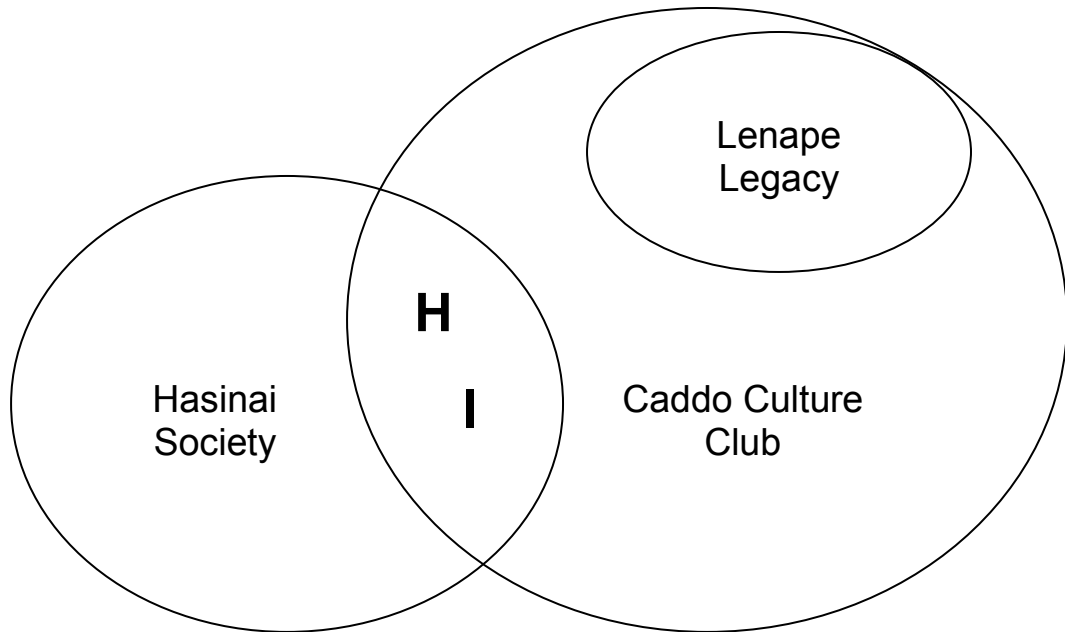 Lenape
Legacy
H
I
Hasinai
Society
Caddo Culture
Club